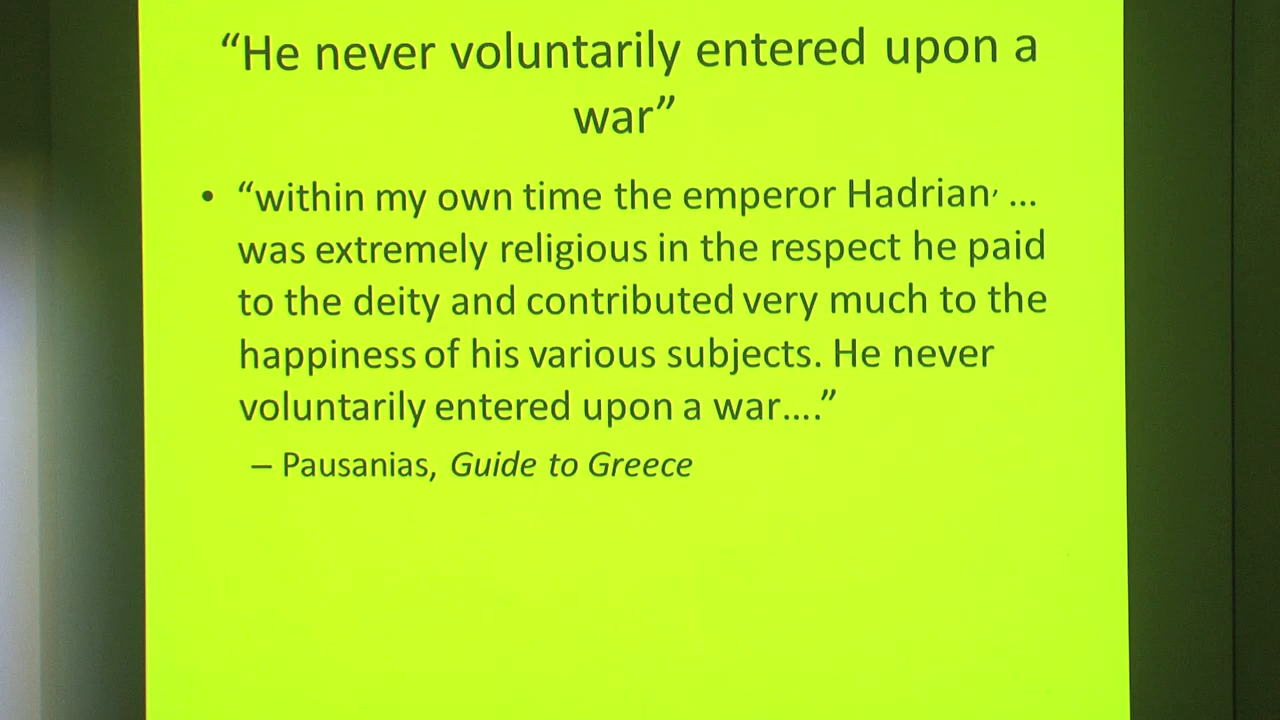 “He never voluntarily entered upon a
war”
• “within my own time the emperor Hadrian, …
was extremely religious in the respect he paid
to the deity and contributed very much to the
happiness of his various subjects. He never
voluntarily entered upon a war….”
– Pausanias, Guide to Greece